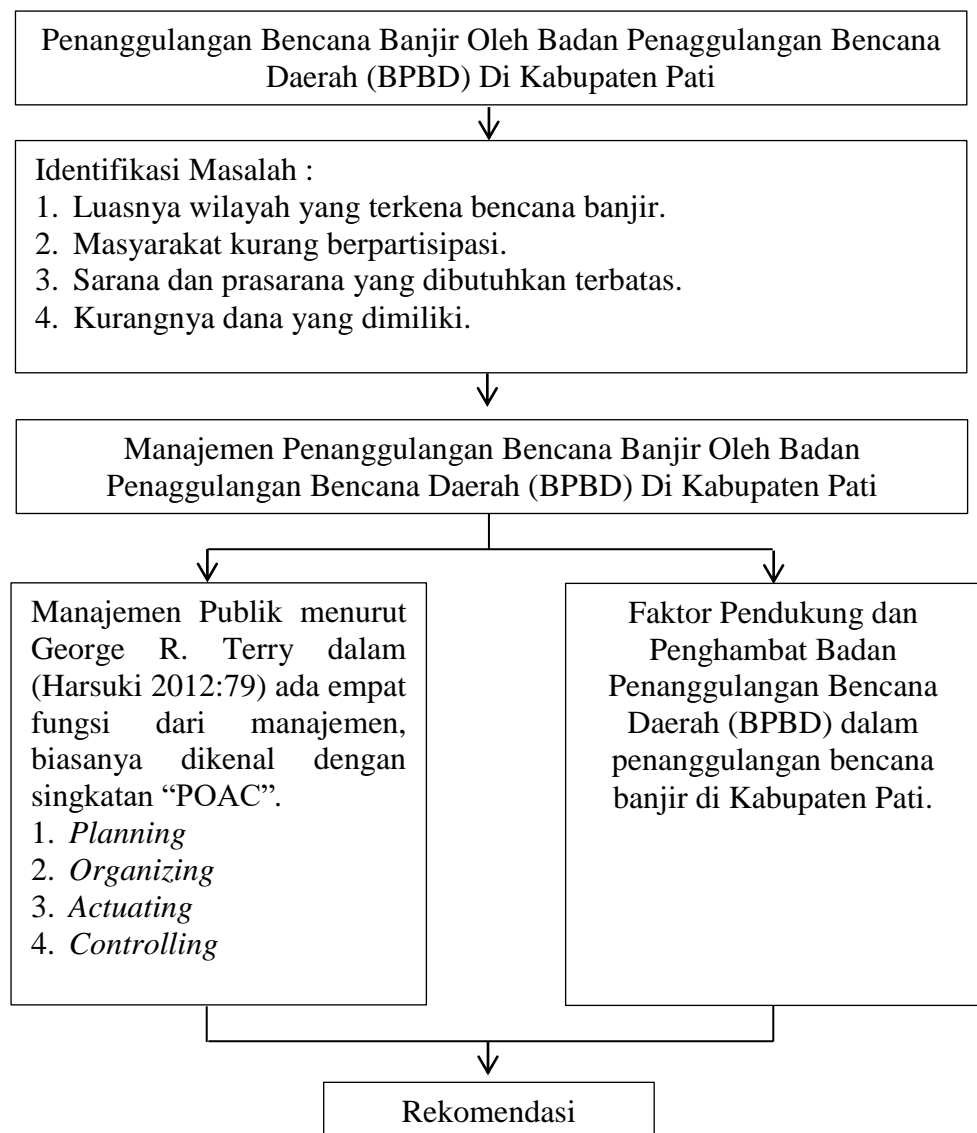 Penanggulangan Bencana Banjir Oleh Badan Penaggulangan Bencana
Daerah (BPBD) Di Kabupaten Pati
Identifikasi Masalah :
1. Luasnya wilayah yang terkena bencana banjir.
2. Masyarakat kurang berpartisipasi.
3. Sarana dan prasarana yang dibutuhkan terbatas.
4. Kurangnya dana yang dimiliki.
Manajemen Penanggulangan Bencana Banjir Oleh Badan
Penaggulangan Bencana Daerah (BPBD) Di Kabupaten Pati
Manajemen Publik menurut
George R. Terry dalam
(Harsuki 2012:79) ada empat
fungsi dari manajemen,
biasanya dikenal dengan
singkatan “POAC”.
1. Planning
2. Organizing
3. Actuating
4. Controlling
Faktor Pendukung dan
Penghambat Badan
Penanggulangan Bencana
Daerah (BPBD) dalam
penanggulangan bencana
banjir di Kabupaten Pati.
Rekomendasi